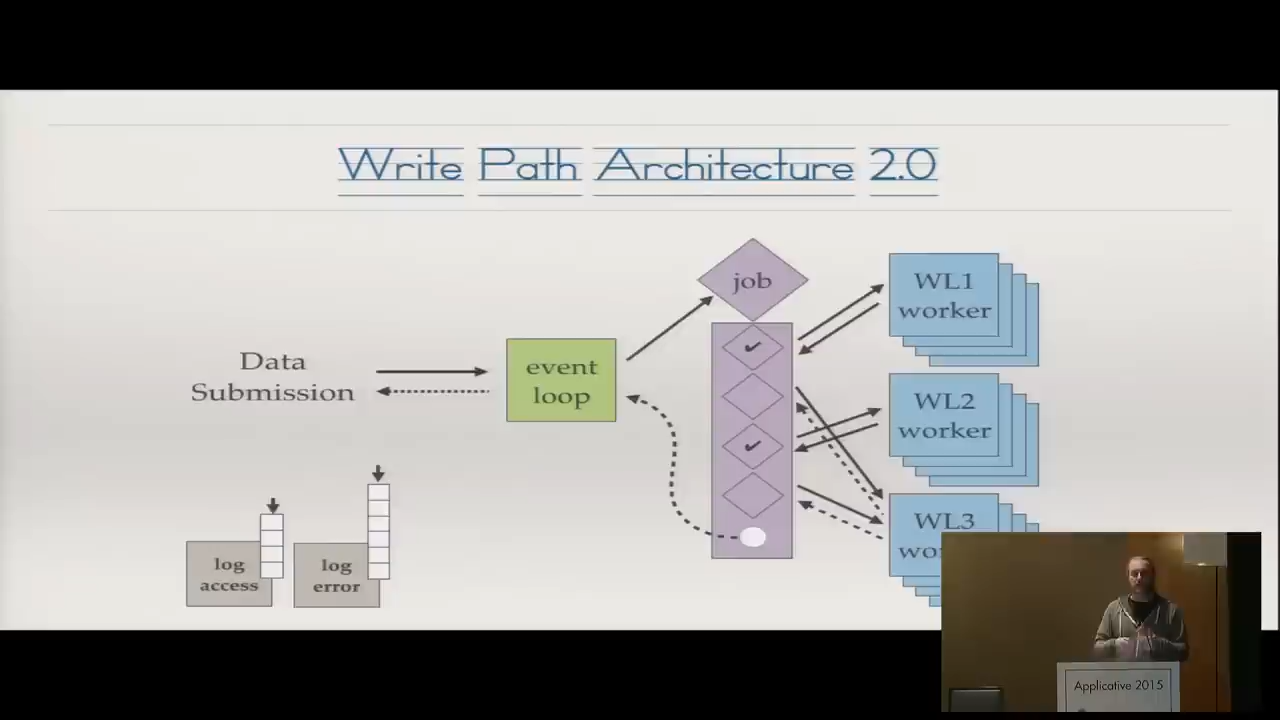 Write Path Architecture 2.0
job
Data
Submission
event
loop
✔
✔
WL1
worker
WL2
worker
WL3
log
access
log
error
Applicative 2015